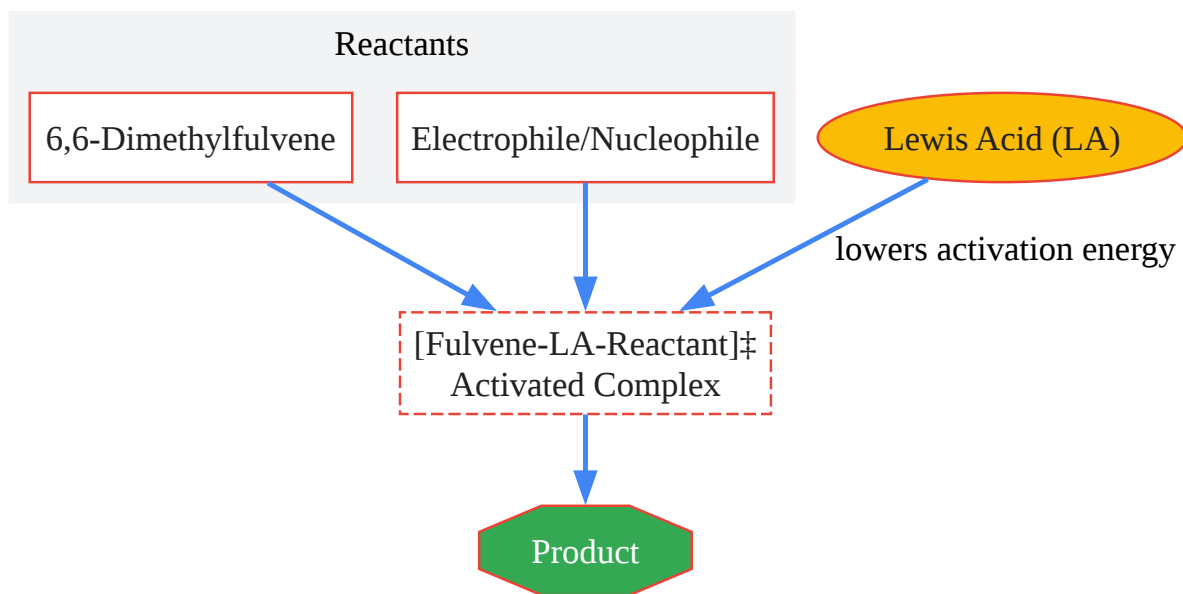 Reactants
6,6-Dimethylfulvene
Electrophile/Nucleophile
Lewis Acid (LA)
lowers activation energy
[Fulvene-LA-Reactant]‡
Activated Complex
Product